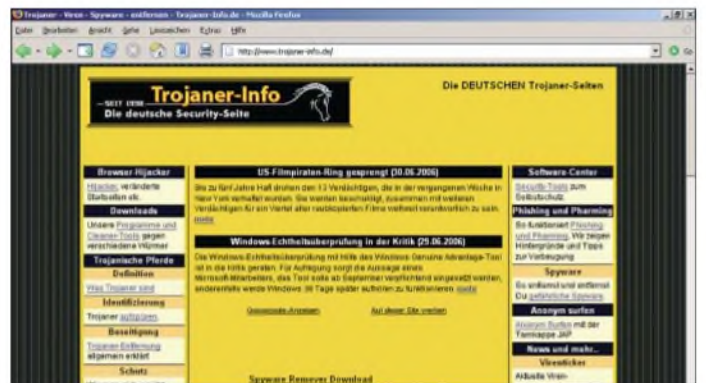 Trojaner - Viren - Spyware - entfernen - Trojaner-Info.de - Mozilla Firefox
Datei Bearbeiten Ansicht Gehe Lesezeichen Extras Hilfe
http://www.trojaner-info.de/
Go
Trojaner-Info
SEIT 1998
Die deutsche Security-Seite
Die DEUTSCHEN Trojaner-Seiten
Browser Hijacker
Hijacker, veränderte
Startseiten etc.
Downloads
Unsere Programme und
Cleaner Tools gegen
verschiedene Würmer
Trojanische Pferde
Definition
Was Trojaner sind
Identifizierung
Trojaner aufspüren.
Beseitigung
Trojaner-Entfernung
allgemein erklärt
Schutz
US-Filmpiraten-Ring gesprengt (30.06.2006)
Bis zu fünf Jahre Haft drohen den 13 Verdächtigen, die in der vergangenen Woche in
New York verhaftet wurden. Sie werden beschuldigt, zusammen mit weiteren
Verdächtigen für ein Viertel aller raubkopierten Filme weltweit verantwortlich zu sein.
mehr
Windows-Echtheitsüberprüfung in der Kritik (29.06.2006)
Die Windows-Echtheitsüberprüfung mit Hilfe des Windows Genuine Advantage-Tool
ist in die Kritik geraten. Für Aufregung sorgt die Aussage eines
Microsoft-Mitarbeiters, das Tool solle ab September verpflichtend eingesetzt werden,
anderenfalls werde Windows 30 Tage später aufhören zu funktionieren. mehr
Goooooogle-Anzeigen
Auf dieser Site werben
Spyware Remover Download
Software-Center
Security Tools zum
Selbstschutz.
Phishing und Pharming
So funktioniert Phishing
und Pharming. Wir zeigen
Hintergründe und Tipps
zur Vorbeugung
Spyware
So enttarnst und entfernst
Du gefährliche Spyware.
Anonym surfen
Anonym Surfen mit der
Tarnkappe JAP
News und mehr..
Virenticker
Aktuelle Viren-